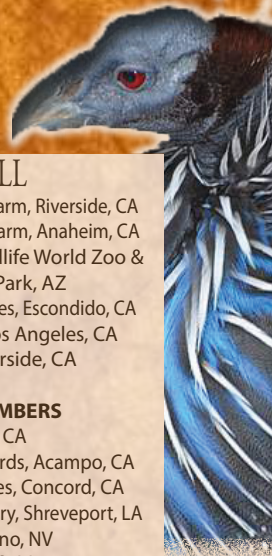 LL
arm, Riverside, CA
arm, Anaheim, CA
dlife World Zoo &
Park, AZ
es, Escondido, CA
os Angeles, CA
rside, CA
MBERS
CA
rds, Acampo, CA
es, Concord, CA
ry, Shreveport, LA
no, NV